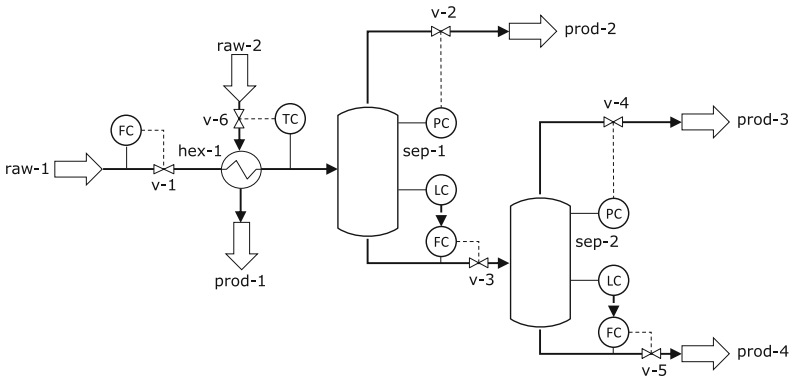 v-2
prod-2
raw-2
v-6
TC
PC
v-4
prod-3
FC
hex-1
sep-1
raw-1
v-1
LC
PC
sep-2
FC
prod-1
v-3
LC
FC
prod-4
v-5